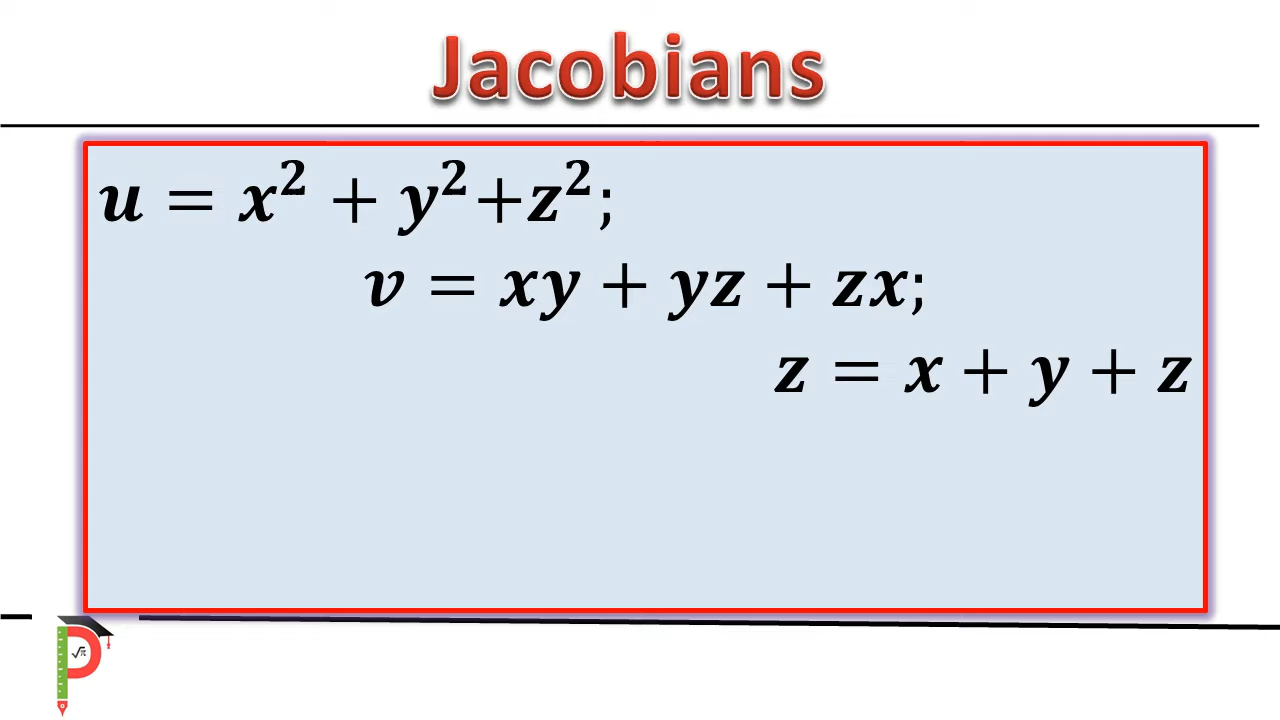 Jacobians
u = x² + y²+z²;
v = xy + yz + zx;
z = x + y + z
√π